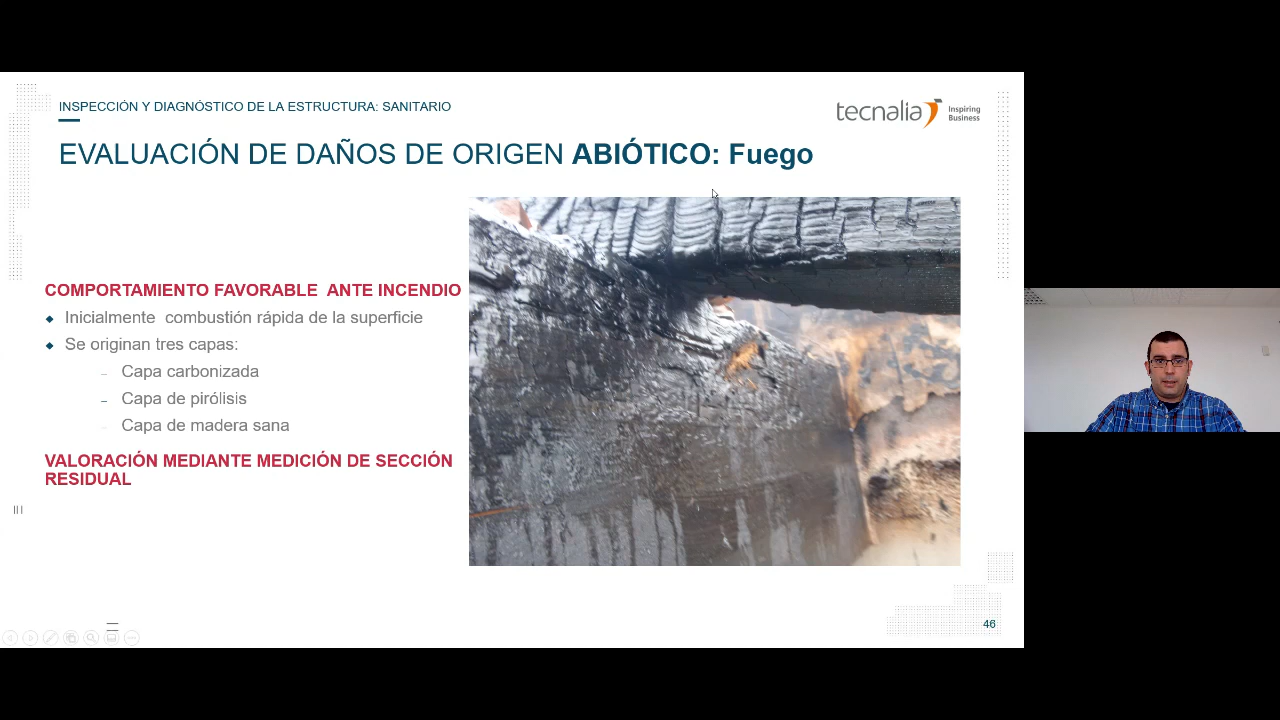 INSPECCIÓN Y DIAGNÓSTICO DE LA ESTRUCTURA: SANITARIO
tecnalia Inspiring
Business
EVALUACIÓN DE DAÑOS DE ORIGEN ABIÓTICO: Fuego
COMPORTAMIENTO FAVORABLE ANTE INCENDIO
Inicialmente combustión rápida de la superficie
Se originan tres capas:
– Capa carbonizada
– Capa de pirólisis
– Capa de madera sana
VALORACIÓN MEDIANTE MEDICIÓN DE SECCIÓN
RESIDUAL
46